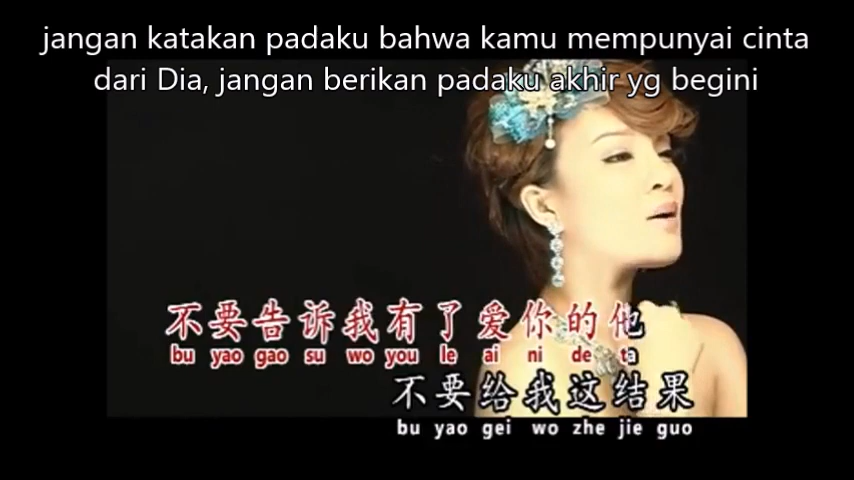 jangan katakan padaku bahwa kamu mempunyai cinta
dari Dia, jangan berikan padaku akhir yg begini
不要告诉我有了爱你的他
bu yao gao su wo you le ai ni de ta
不要给我这结果
bu yao gei wo zhe jie guo